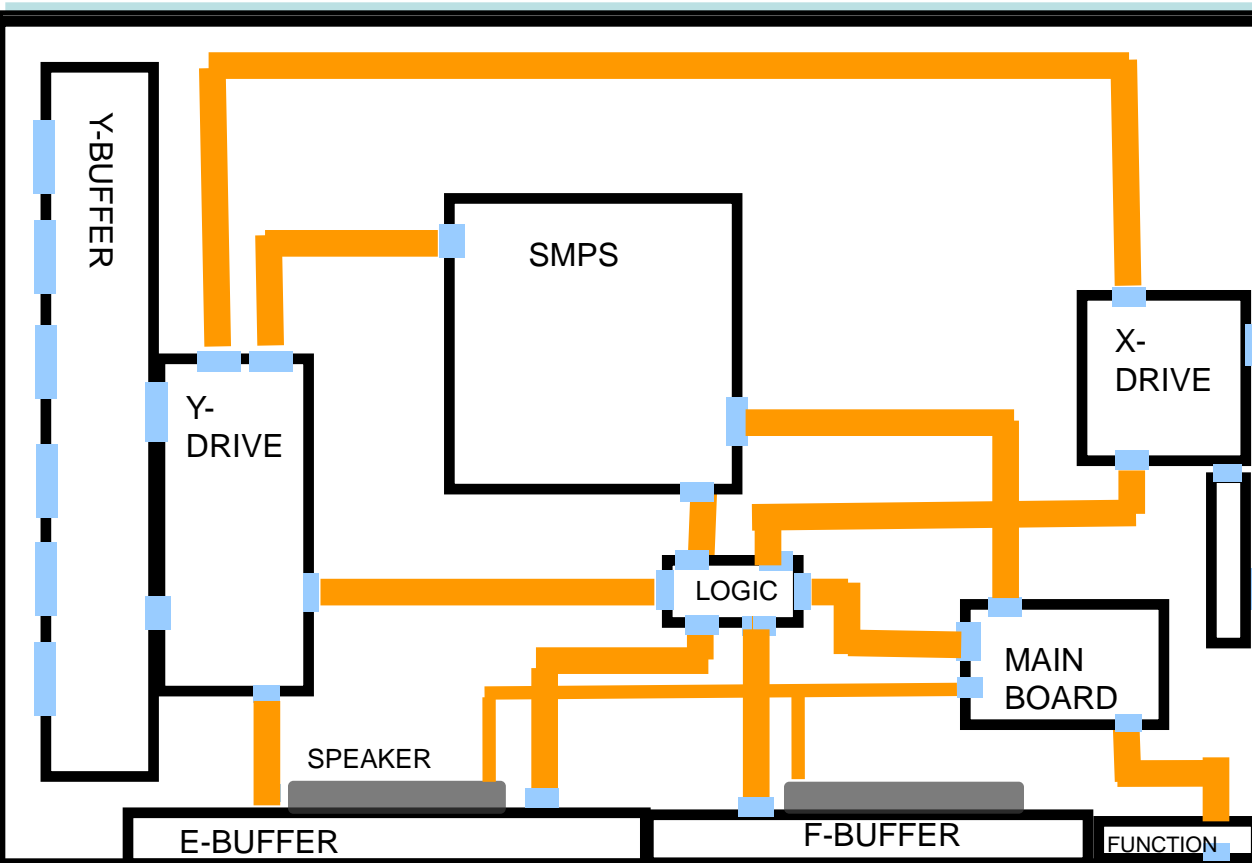 Y-BUFFER
SMPS
X-
DRIVE
Y-
DRIVE
LOGIC
MAIN
BOARD
SPEAKER
E-BUFFER
F-BUFFER
FUNCTION